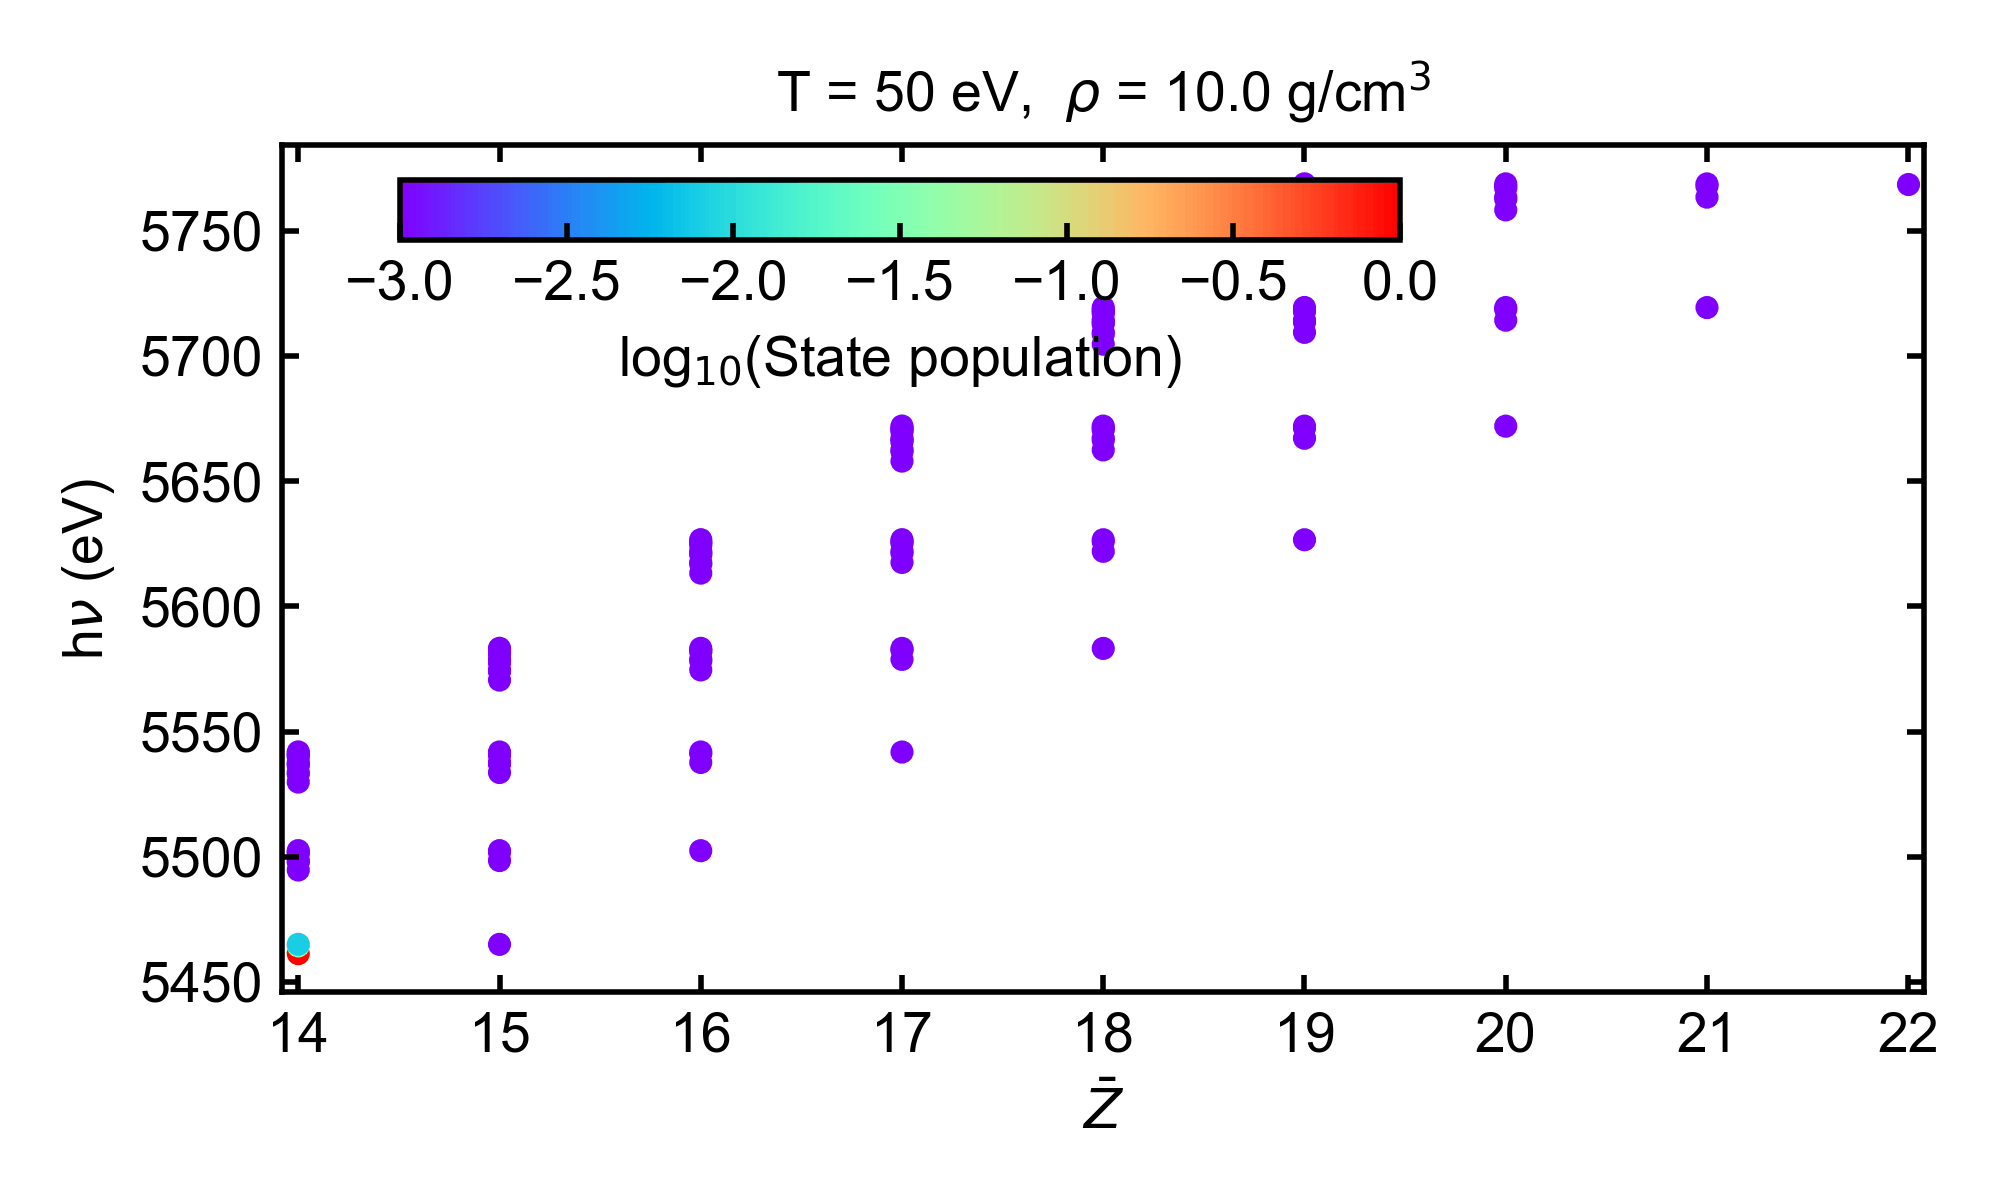 T = 50 eV, ρ = 10.0 g/cm³
−3.0 −2.5 −2.0 −1.5 −1.0 −0.5 0.0
log₁₀(State population)
hν (eV)
5750
5700
5650
5600
5550
5500
5450
14 15 16 17 18 19 20 21 22
Z̄